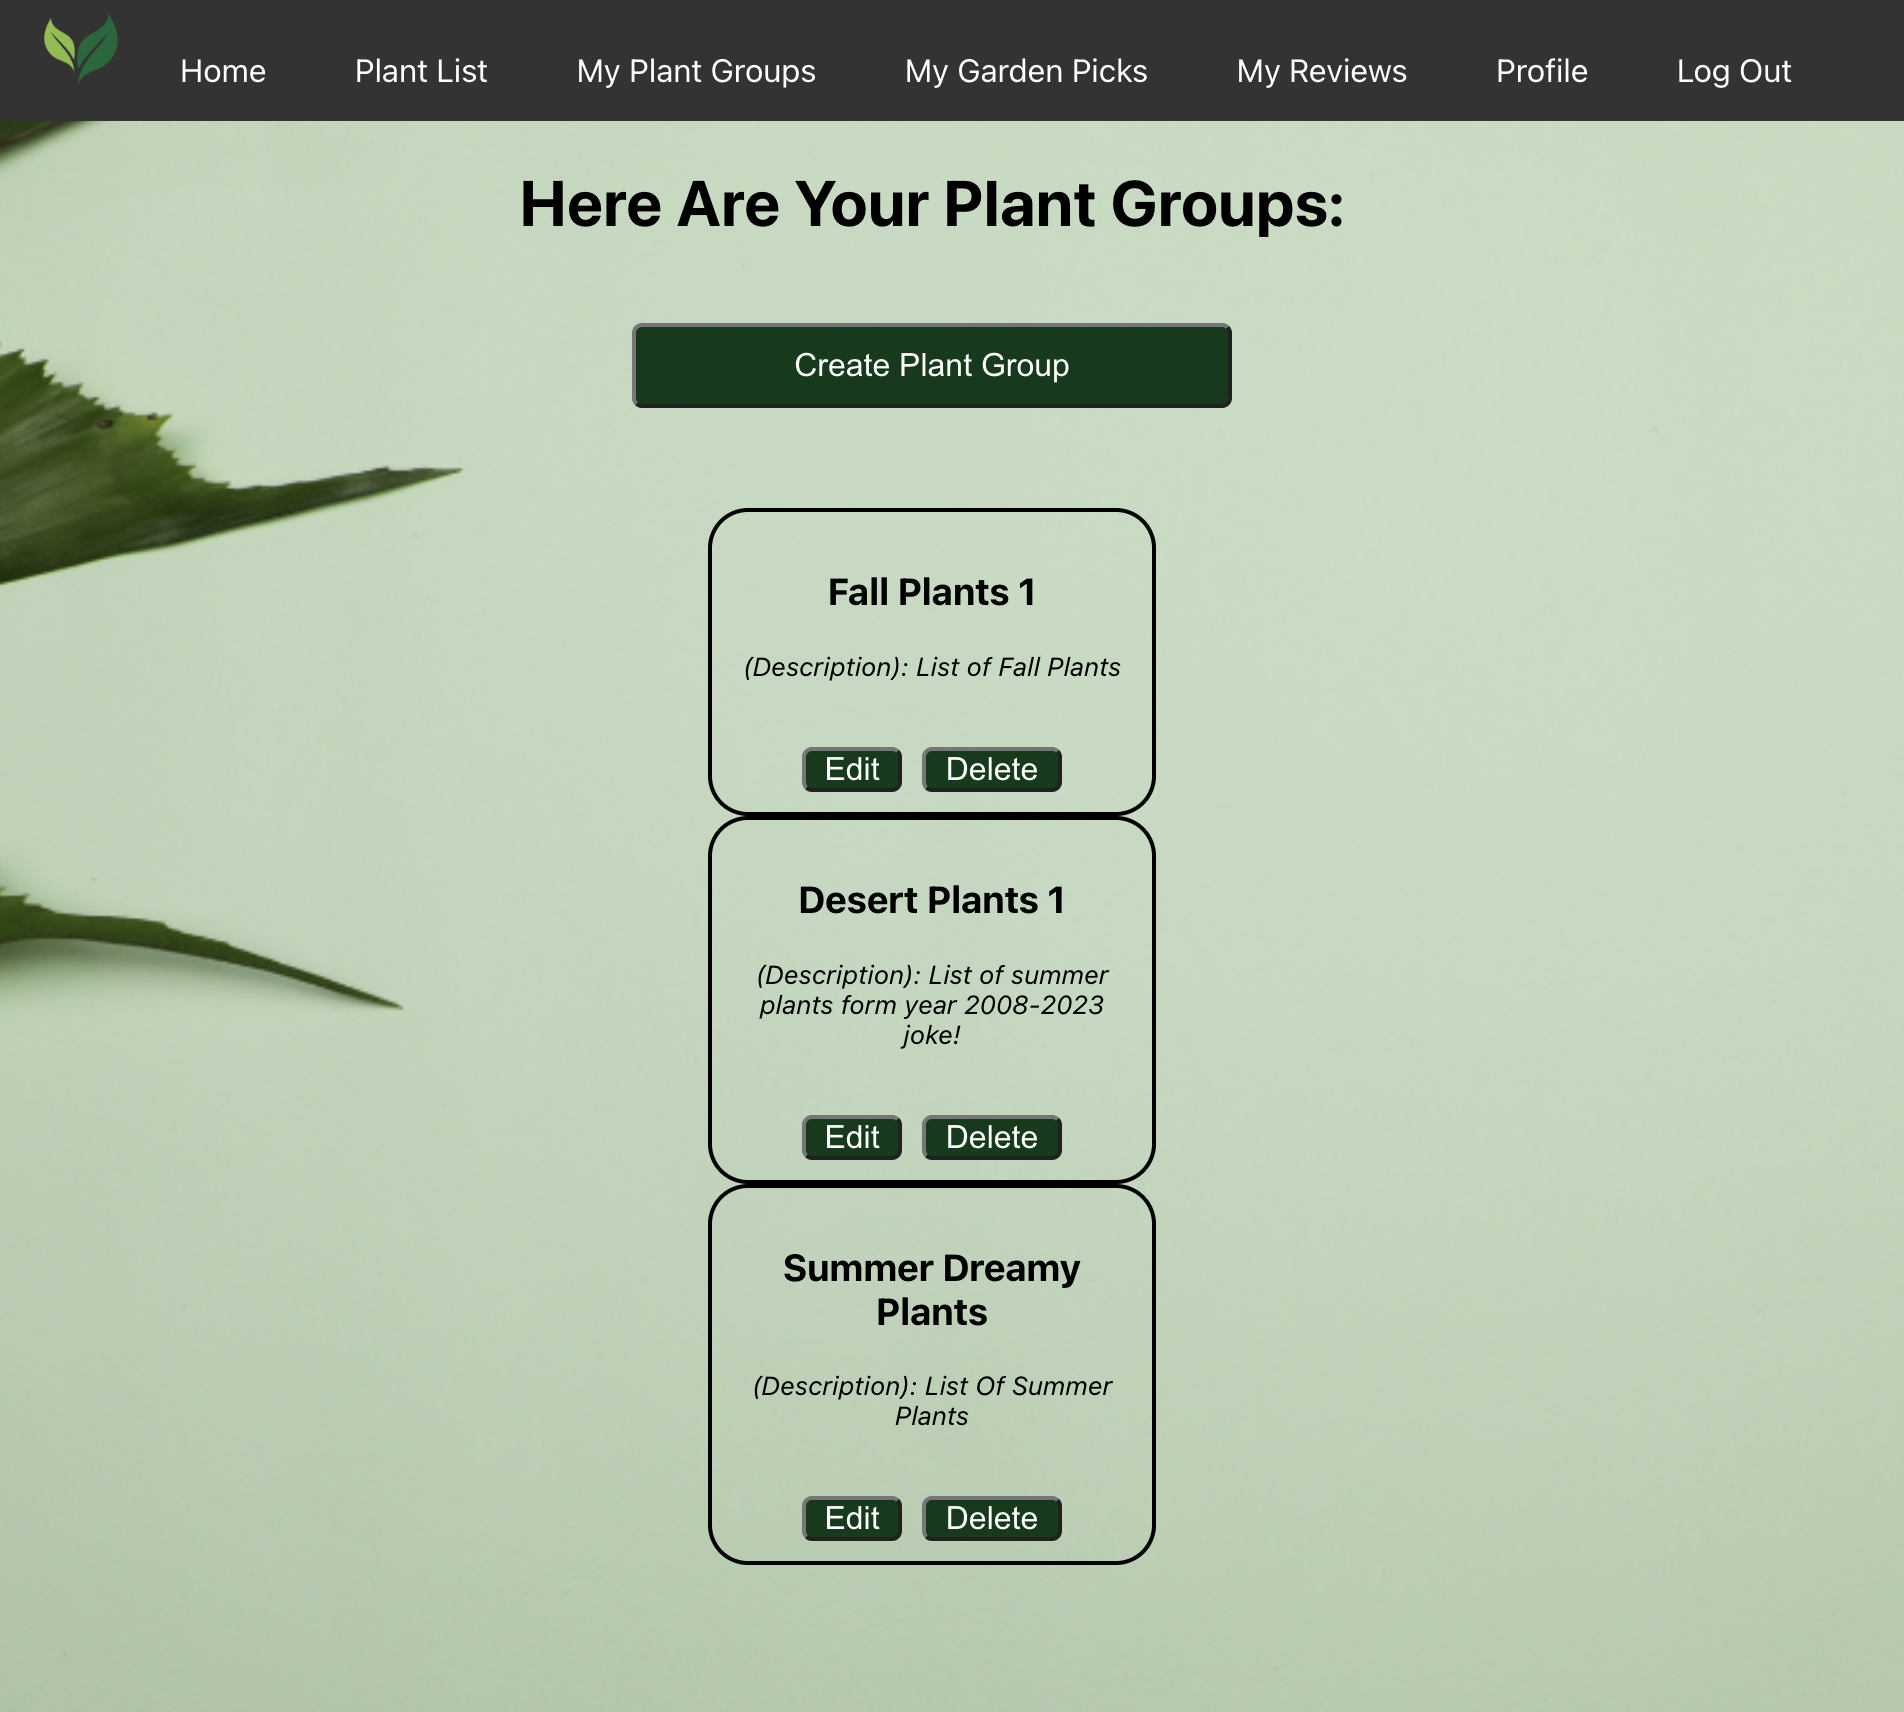 Home Plant List My Plant Groups My Garden Picks My Reviews Profile Log Out
Here Are Your Plant Groups:
Create Plant Group
Fall Plants 1
(Description): List of Fall Plants
Edit Delete
Desert Plants 1
(Description): List of summer
plants form year 2008-2023
joke!
Edit Delete
Summer Dreamy
Plants
(Description): List Of Summer
Plants
Edit Delete